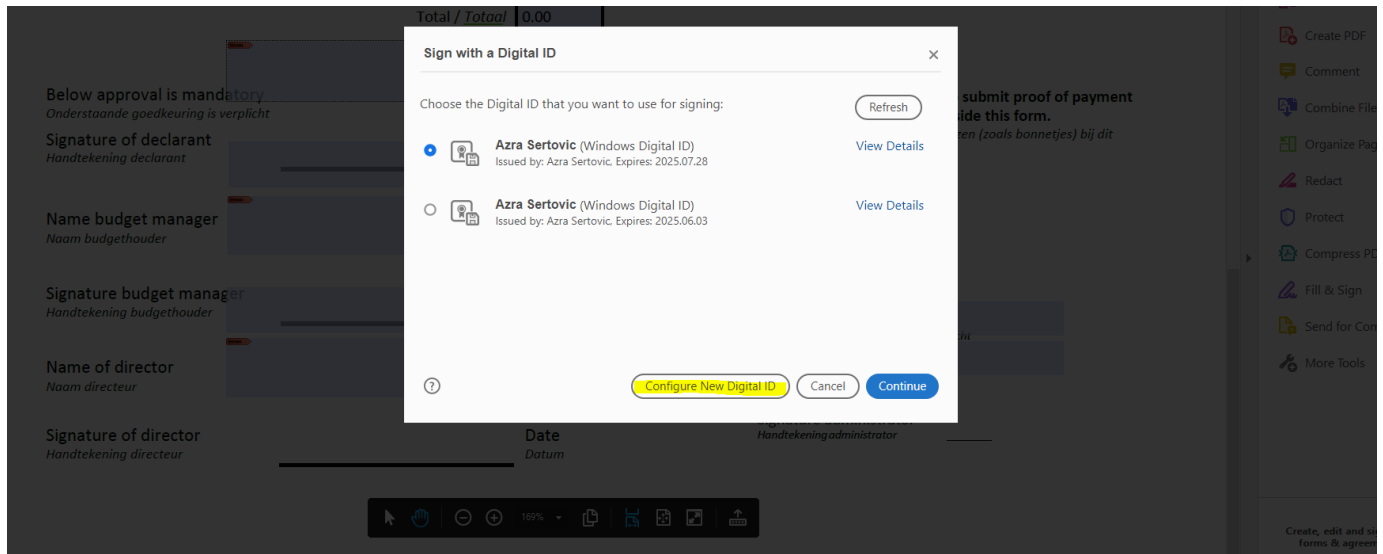 Total / Totaal 0.00
Sign with a Digital ID
Choose the Digital ID that you want to use for signing:
Refresh
Azra Sertovic (Windows Digital ID)
Issued by: Azra Sertovic, Expires: 2025.07.28
View Details
Azra Sertovic (Windows Digital ID)
Issued by: Azra Sertovic, Expires: 2025.06.03
View Details
Configure New Digital ID
Cancel
Continue
Below approval is mandatory
Onderstaande goedkeuring is verplicht
Signature of declarant
Handtekening declarant
Name budget manager
Naam budgethouder
Signature budget manager
Handtekening budgethouder
Name of director
Naam directeur
Signature of director
Handtekening directeur
Date
Datum
submit proof of payment
side this form.
zen (zoals bonnetjes) bij dit
Handtekening administrator
169%
Create PDF
Comment
Combine File
Organize Pag
Redact
Protect
Compress PD
Fill & Sign
Send for Com
More Tools
Create, edit and si
forms & agreem